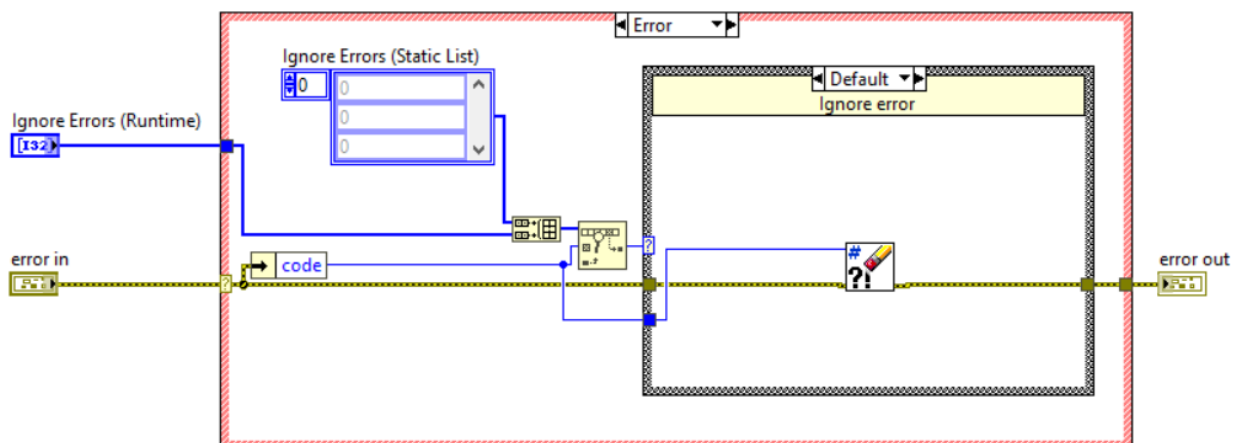 Error
Ignore Errors (Static List)
0
0
0
0
Default
Ignore error
Ignore Errors (Runtime)
[I32]
?
error in
?
code
#
?!
error out